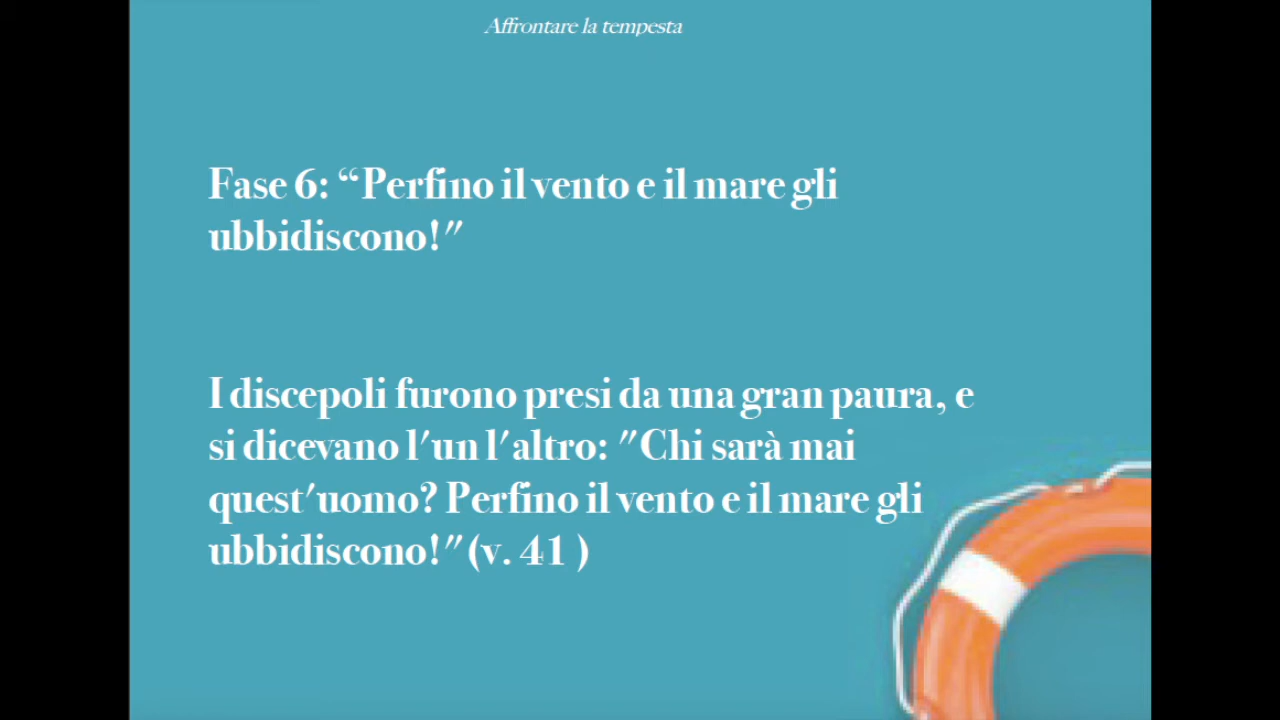 Affrontare la tempesta
Fase 6: “Perfino il vento e il mare gli
ubbidiscono!"
I discepoli furono presi da una gran paura, e
si dicevano l'un l'altro: "Chi sarà mai
quest'uomo? Perfino il vento e il mare gli
ubbidiscono!"(v. 41 )